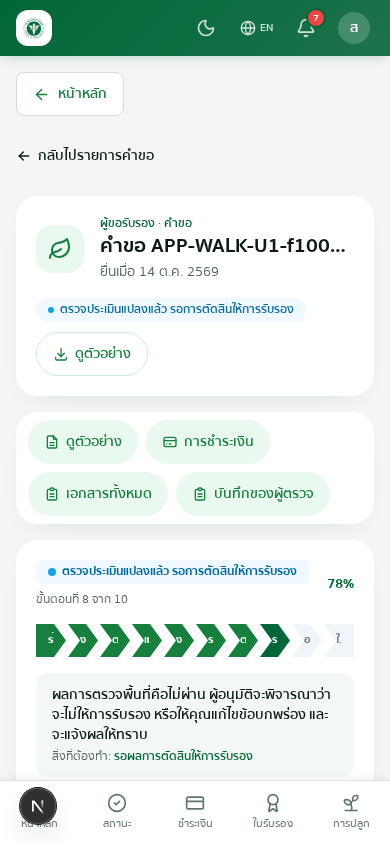 EN
7
ส
หน้าหลัก
กลับไปรายการคำขอ
ผู้ขอรับรอง · คำขอ
คำขอ APP-WALK-U1-f100...
ยื่นเมื่อ 14 ต.ค. 2569
ตรวจประเมินแปลงแล้ว รอการตัดสินให้การรับรอง
ดูตัวอย่าง
ดูตัวอย่าง
การชำระเงิน
เอกสารทั้งหมด
บันทึกของผู้ตรวจ
ตรวจประเมินแปลงแล้ว รอการตัดสินให้การรับรอง
78%
ขั้นตอนที่ 8 จาก 10
ผลการตรวจพื้นที่คือไม่ผ่าน ผู้อนุมัติจะพิจารณาว่า
จะไม่ให้การรับรอง หรือให้คุณแก้ไขข้อบกพร่อง และ
จะแจ้งผลให้ทราบ
สิ่งที่ต้องทำ: รอผลการตัดสินให้การรับรอง
N
สถานะ
ชำระเงิน
ใบรับรอง
การปลูก